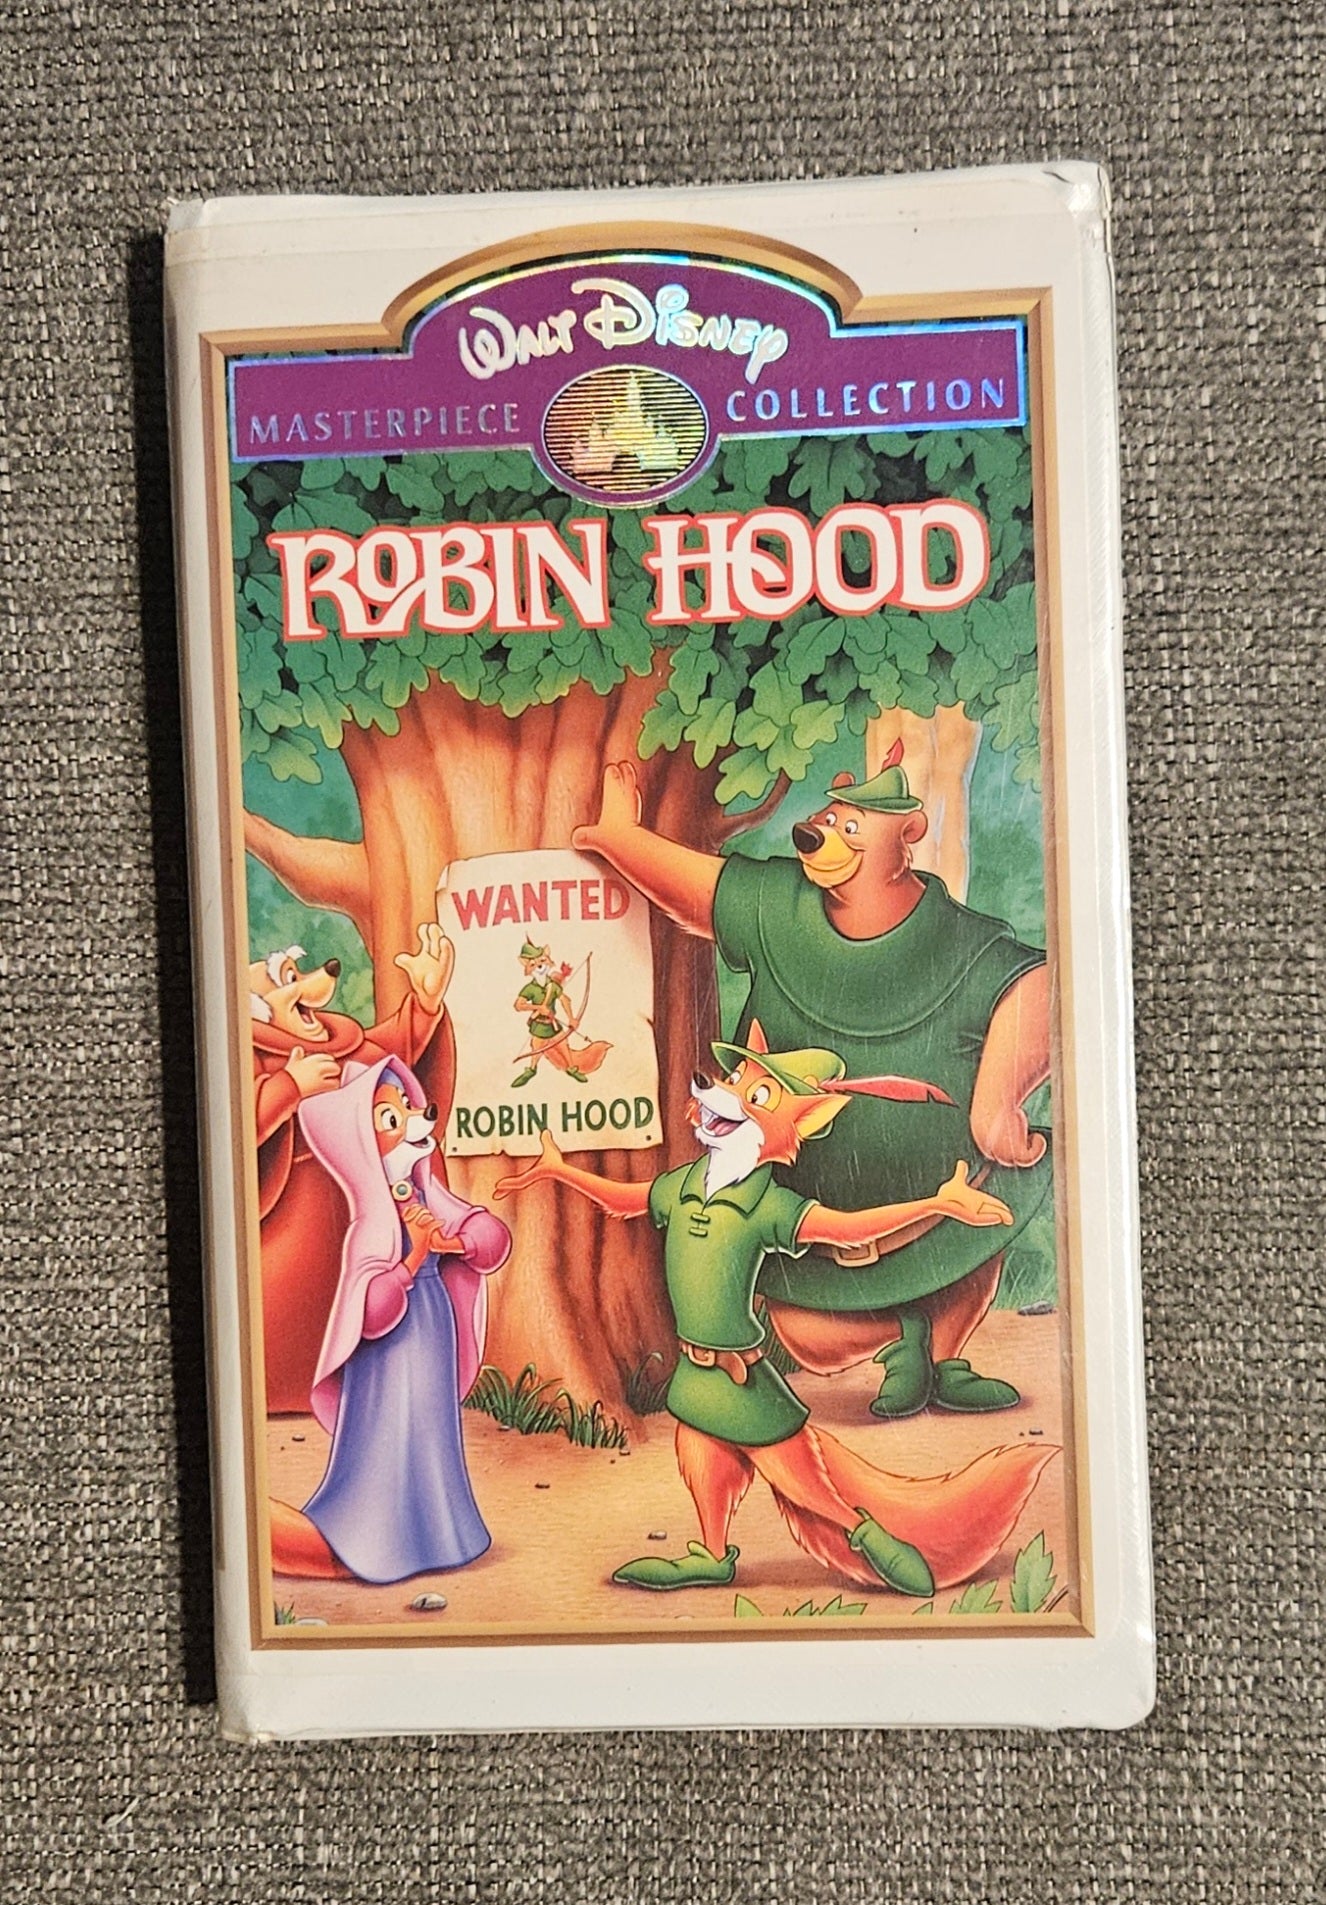 WALT DISNEY
MASTERPIECE COLLECTION
ROBIN HOOD
WANTED
ROBIN HOOD